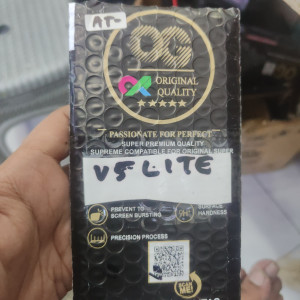 AT-
OG
ORIGINAL
QUALITY
PASSIONATE FOR PERFECT
SUPER PREMIUM QUALITY
SUPREME COMPATIBLE FOR ORIGINAL SUPER
V5 LITE
PREVENT TO
SCREEN BURSTING
SURFACE
HARDNESS
PRECISION PROCESS